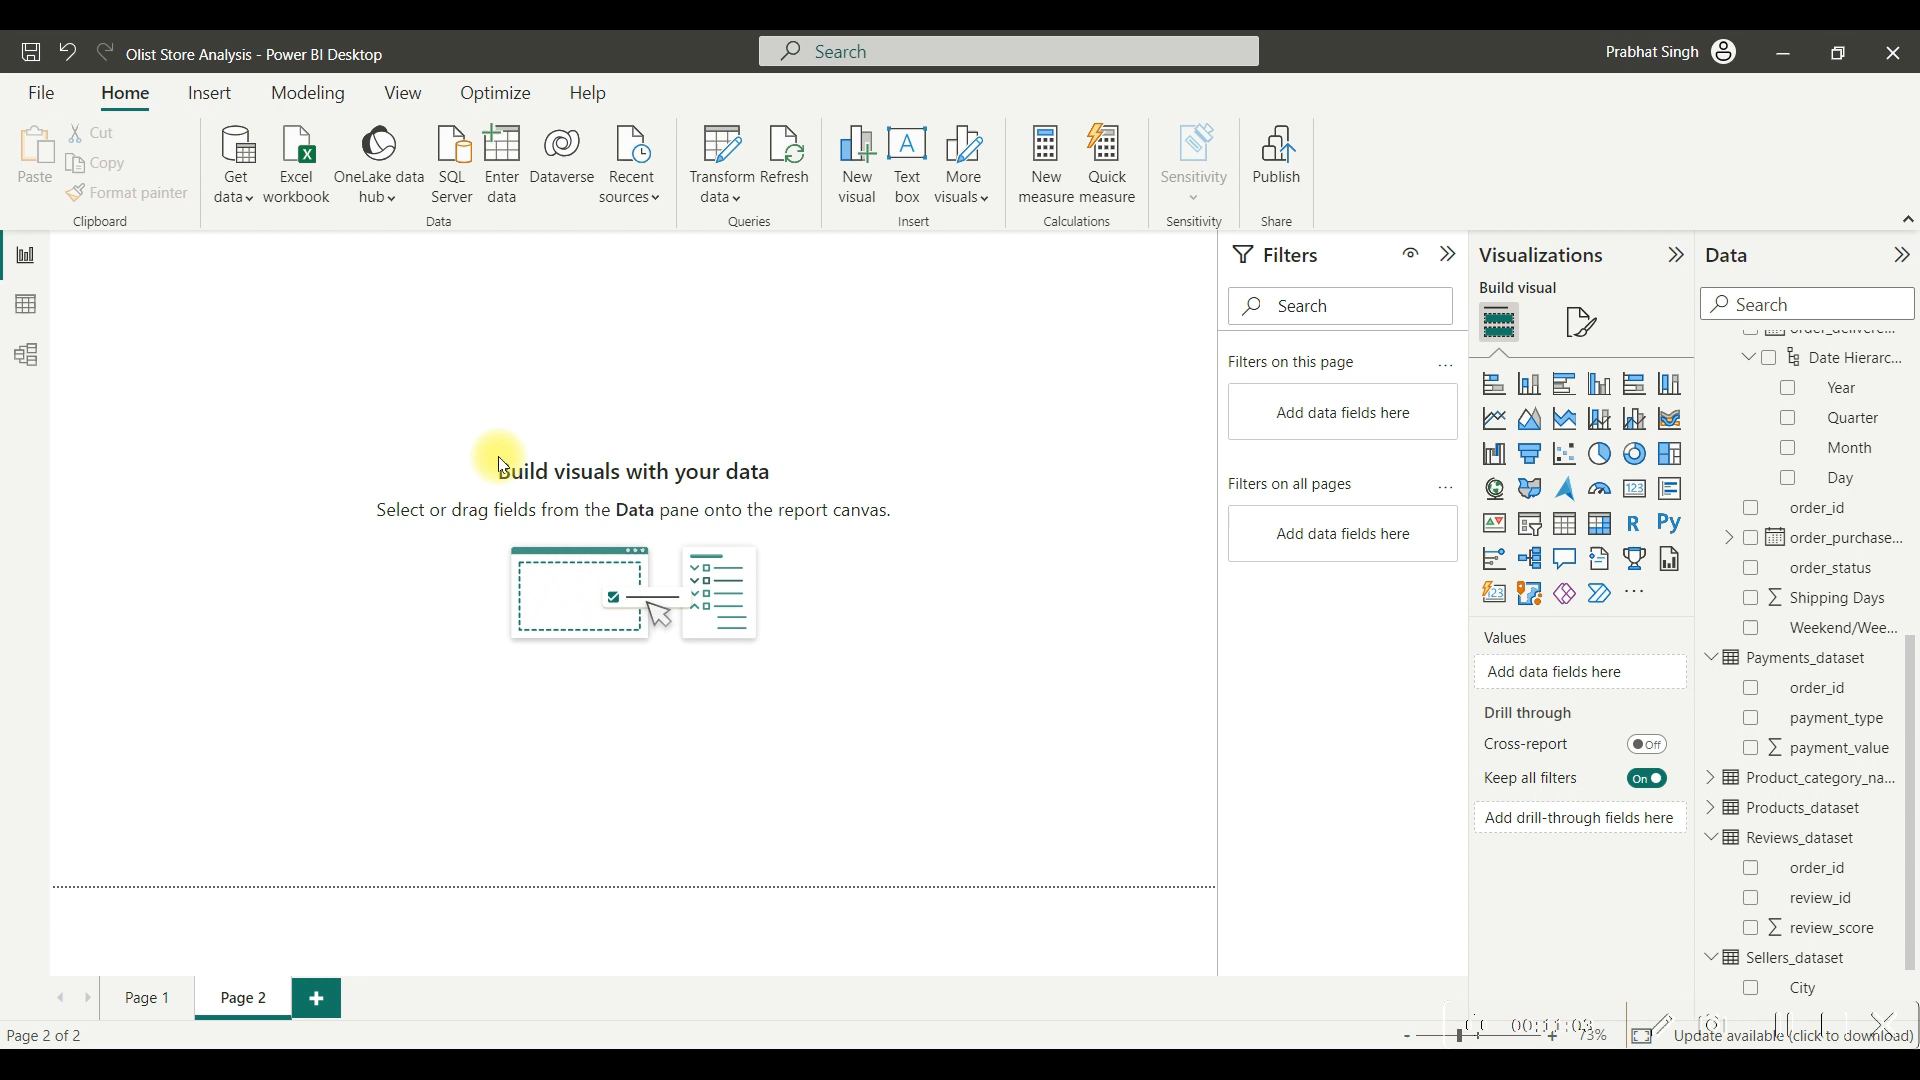 Olist Store Analysis - Power BI Desktop
Search
Prabhat Singh
File Home Insert Modeling View Optimize Help
Paste
Cut
Copy
Format painter
Clipboard
Get data
Excel workbook
OneLake data hub
SQL Server
Enter data
Dataverse
Recent sources
Data
Transform data
Refresh
Queries
New visual
Text box
More visuals
Insert
New measure
Quick measure
Calculations
Sensitivity
Sensitivity
Publish
Share
Build visuals with your data
Select or drag fields from the Data pane onto the report canvas.
Filters
Search
Filters on this page ...
Add data fields here
Filters on all pages ...
Add data fields here
Visualizations
Build visual
123
R
Py
123
...
Values
Add data fields here
Drill through
Cross-report Off
Keep all filters On
Add drill-through fields here
Data
Search
Date Hierarc...
Year
Quarter
Month
Day
order_id
order_purchase...
order_status
Shipping Days
Weekend/Wee...
Payments_dataset
order_id
payment_type
payment_value
Product_category_na...
Products_dataset
Reviews_dataset
order_id
review_id
review_score
Sellers_dataset
City
Page 1
Page 2
+
Page 2 of 2
- + 73%
Update available (click to download)